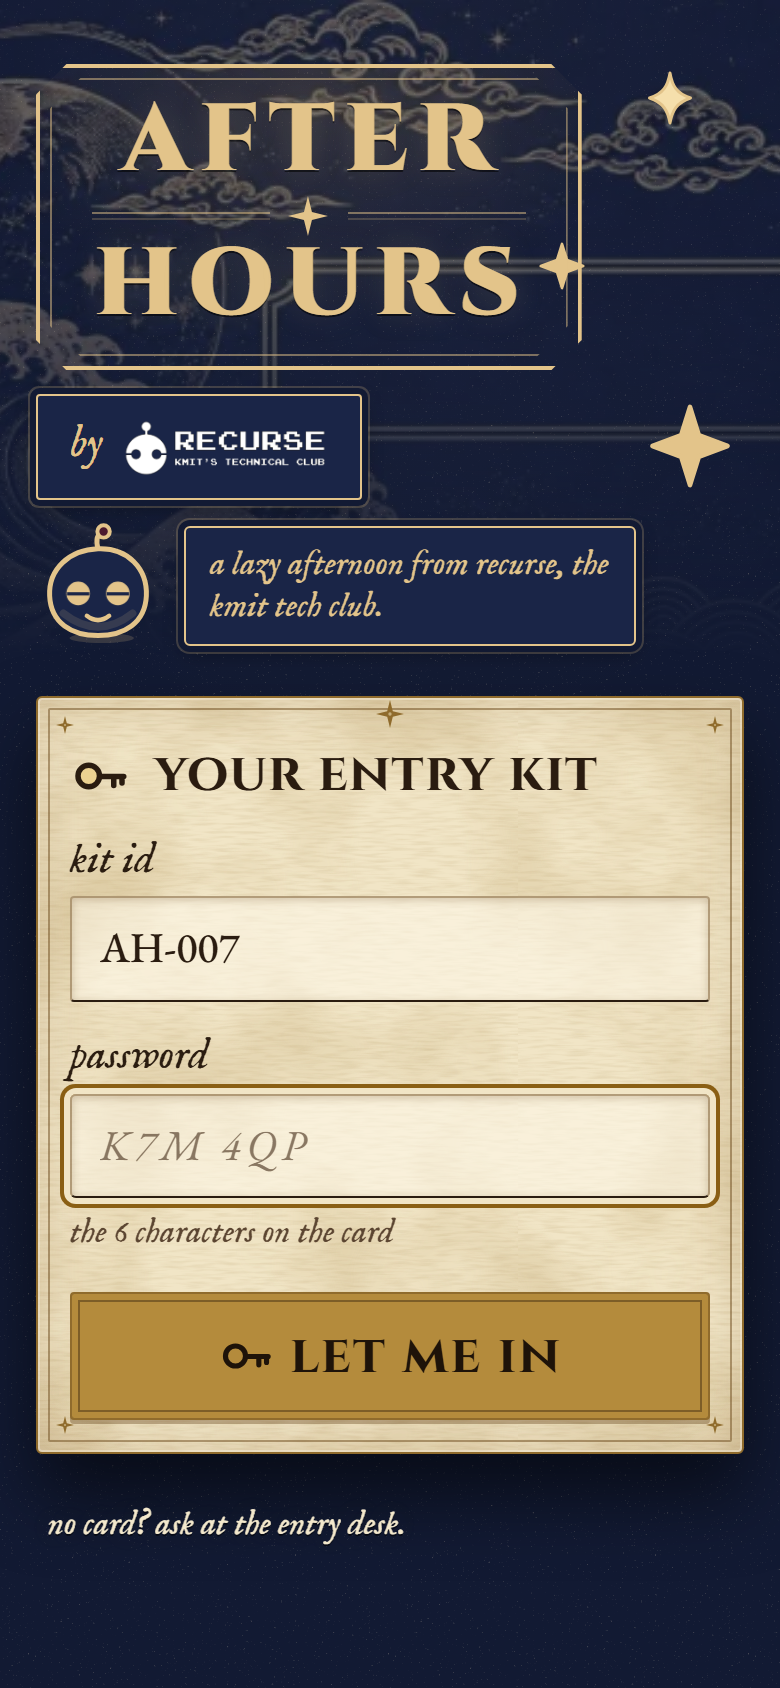 AFTER
HOURS
by RECURSE
KMIT'S TECHNICAL CLUB
a lazy afternoon from recurse, the
kmit tech club.
YOUR ENTRY KIT
kit id
AH-007
password
K7M 4QP
the 6 characters on the card
LET ME IN
no card? ask at the entry desk.